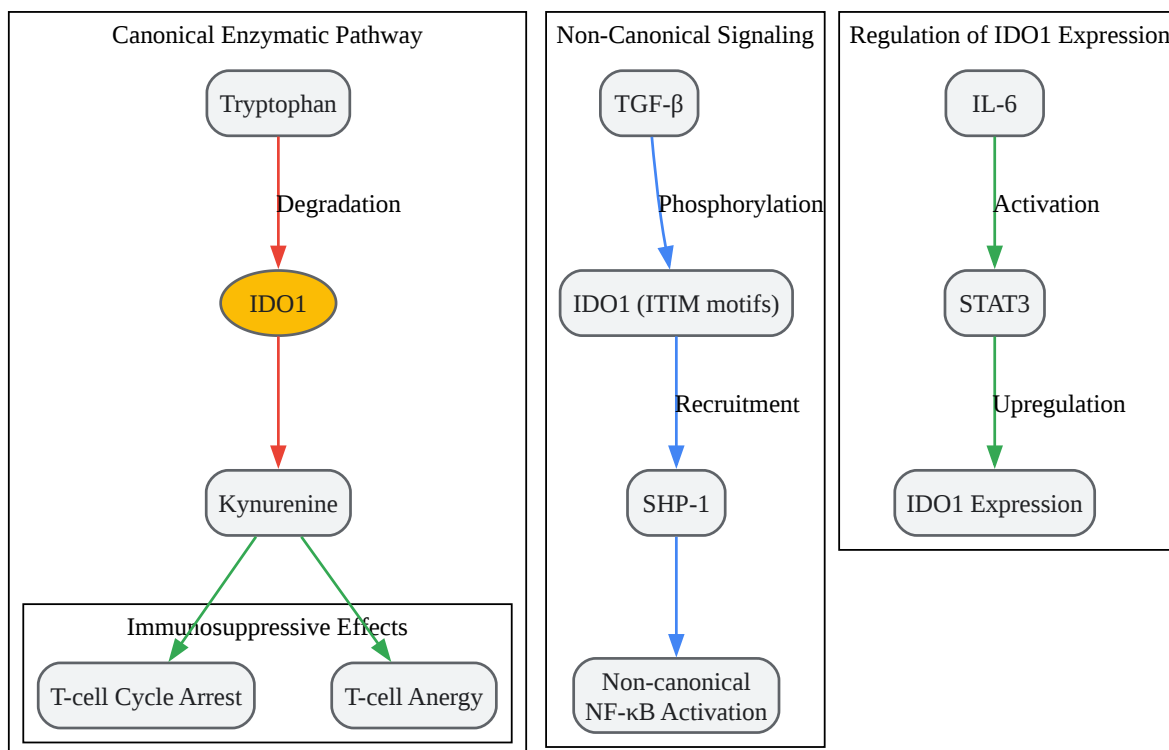 Canonical Enzymatic Pathway
Tryptophan
Degradation
IDO1
Kynurenine
Immunosuppressive Effects
T-cell Cycle Arrest
T-cell Anergy
Non-Canonical Signaling
TGF-β
Phosphorylation
IDO1 (ITIM motifs)
Recruitment
SHP-1
Non-canonical
NF-κB Activation
Regulation of IDO1 Expression
IL-6
Activation
STAT3
Upregulation
IDO1 Expression